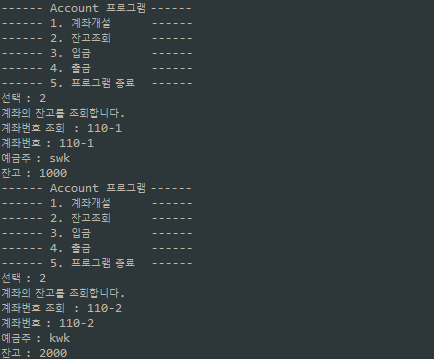 ------ Account 프로그램 ------
------ 1. 계좌개설 ------
------ 2. 잔고조회 ------
------ 3. 입금 ------
------ 4. 출금 ------
------ 5. 프로그램 종료 ------
선택 : 2
계좌의 잔고를 조회합니다.
계좌번호 조회 : 110-1
계좌번호 : 110-1
예금주 : swk
잔고 : 1000
------ Account 프로그램 ------
------ 1. 계좌개설 ------
------ 2. 잔고조회 ------
------ 3. 입금 ------
------ 4. 출금 ------
------ 5. 프로그램 종료 ------
선택 : 2
계좌의 잔고를 조회합니다.
계좌번호 조회 : 110-2
계좌번호 : 110-2
예금주 : kwk
잔고 : 2000